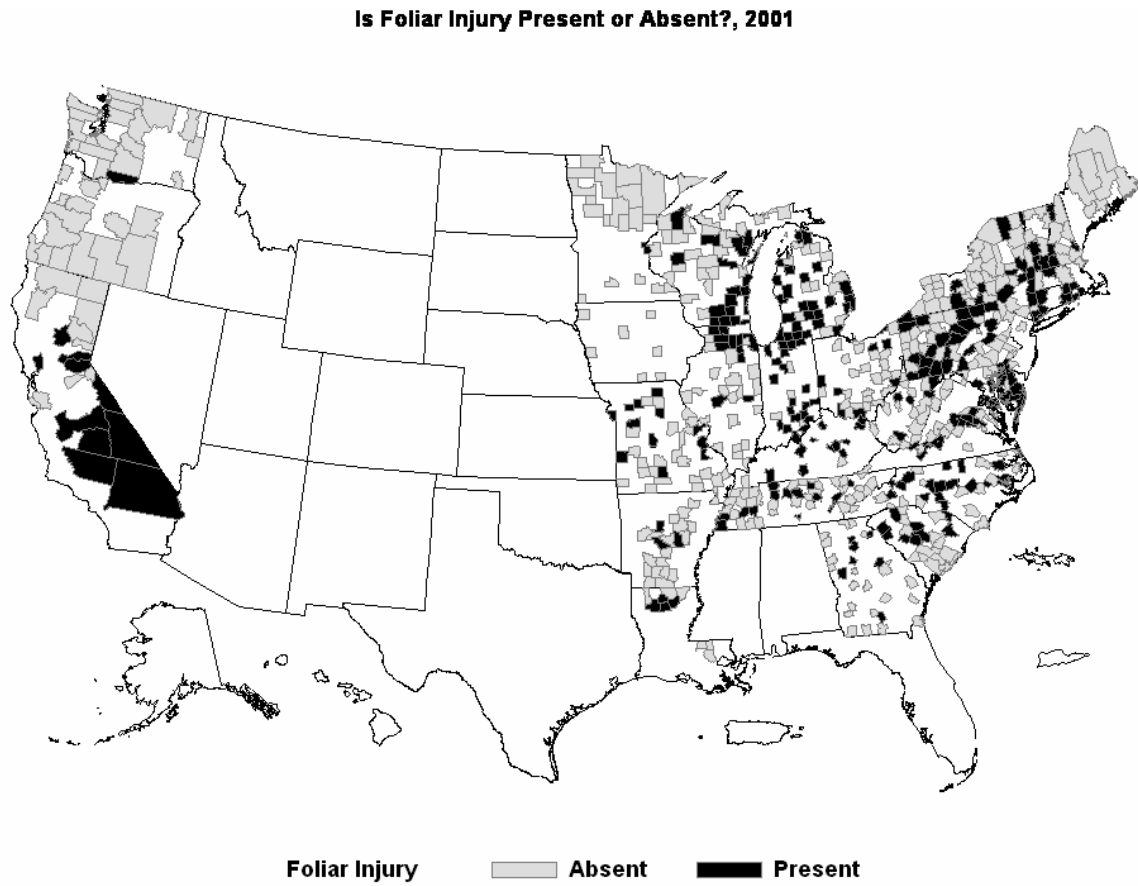 Is Foliar Injury Present or Absent?, 2001
Foliar Injury Absent Present